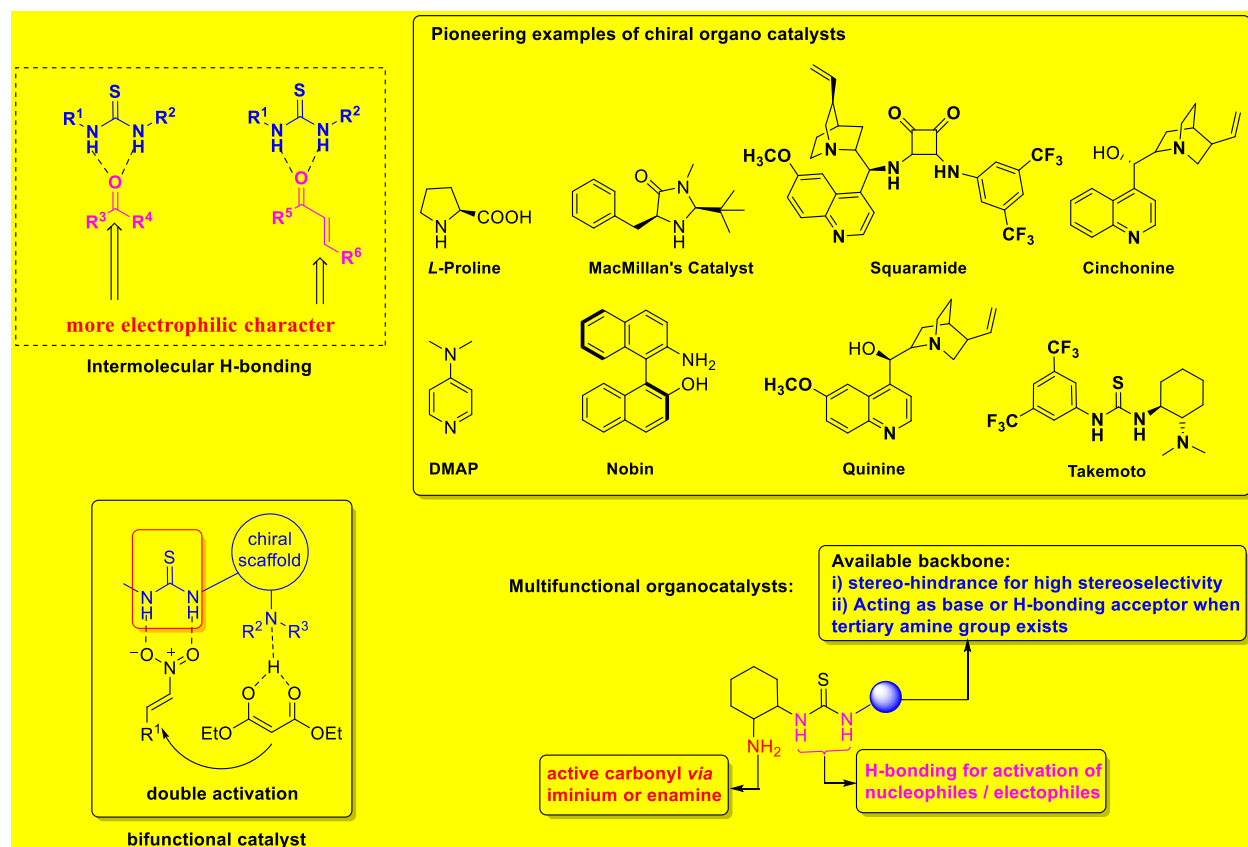 Pioneering examples of chiral organo catalysts
S
R1
N
H
N
H
R2
O
R3
R4
S
R1
N
H
N
H
R2
O
R5
R6
more electrophilic character
Intermolecular H-bonding
N
H
COOH
L-Proline
O
N
N
H
MacMillan's Catalyst
N
H3CO
N
O
O
N
H
HN
CF3
CF3
Squaramide
HO
N
N
Cinchonine
N
N
DMAP
NH2
OH
Nobin
HO
N
H3CO
N
Quinine
CF3
F3C
S
N
H
N
H
N
Takemoto
chiral
scaffold
S
N
H
N
H
N
R2
R3
−O
N+
O
H
R1
O
O
EtO
OEt
double activation
bifunctional catalyst
Multifunctional organocatalysts:
Available backbone:
i) stereo-hindrance for high stereoselectivity
ii) Acting as base or H-bonding acceptor when
tertiary amine group exists
S
N
H
N
H
NH2
active carbonyl via
iminium or enamine
H-bonding for activation of
nucleophiles / electophiles